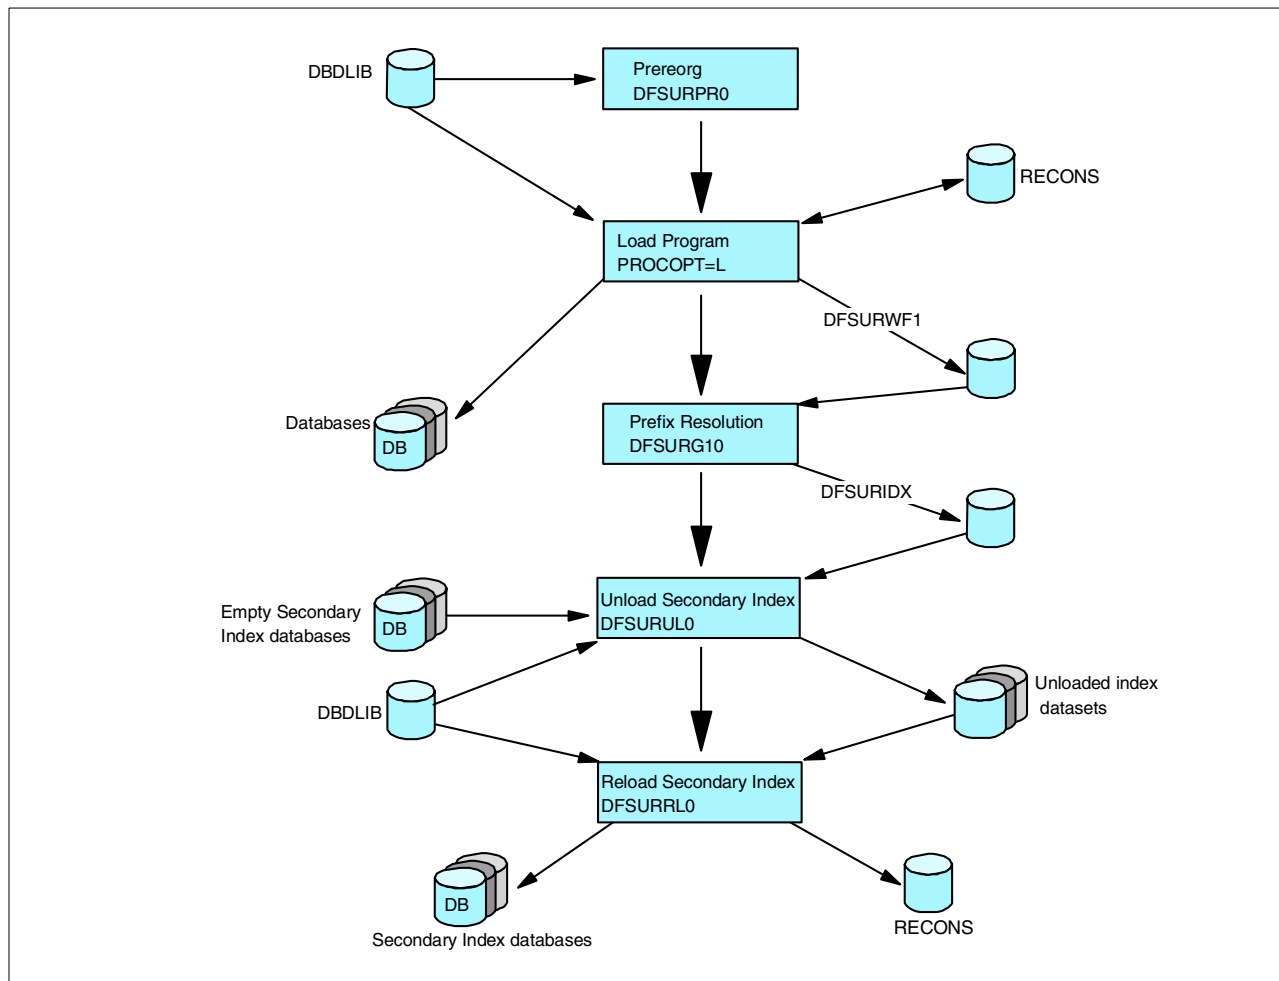 DBDLIB
Prereorg
DFSURPR0
RECONS
Load Program
PROCOPT=L
DFSURWF1
Databases
DB
Prefix Resolution
DFSURG10
DFSURIDX
Empty Secondary
Index databases
DB
Unload Secondary Index
DFSURUL0
DBDLIB
Unloaded index
datasets
Reload Secondary Index
DFSURRL0
DB
Secondary Index databases
RECONS